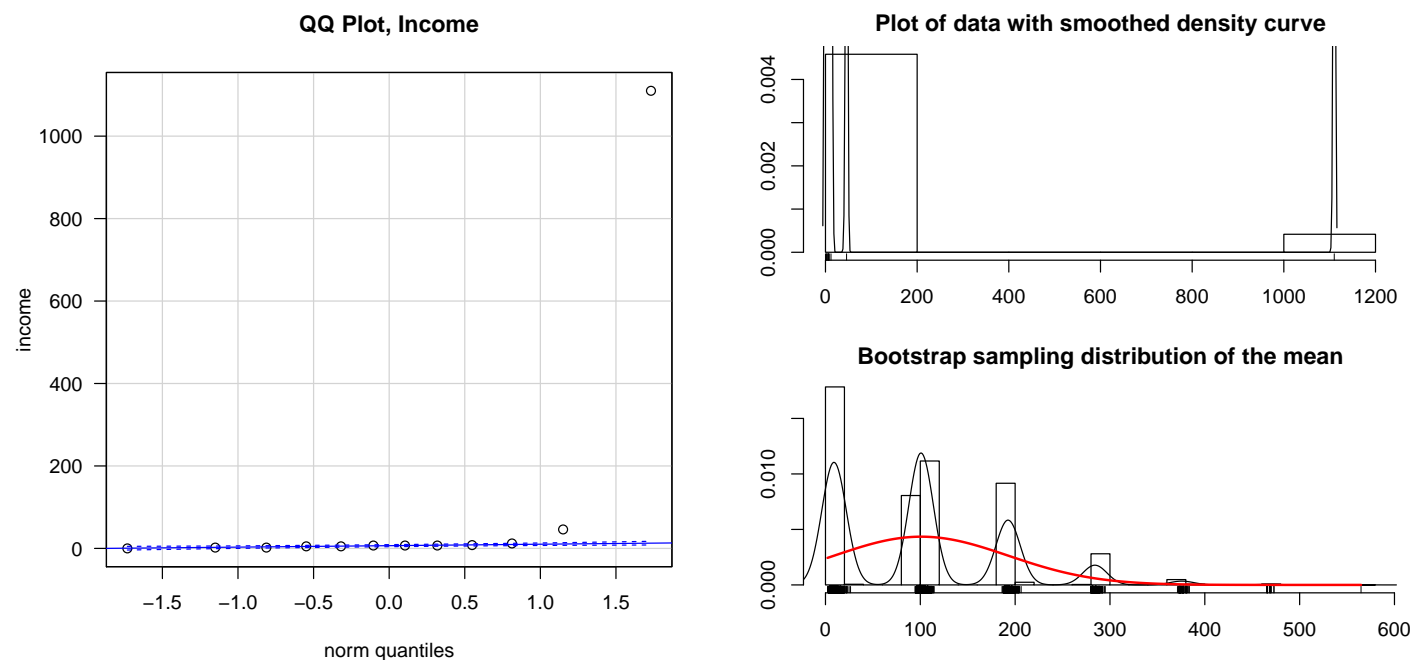 QQ Plot, Income
1000
800
600
400
200
0
income
−1.5 −1.0 −0.5 0.0 0.5 1.0 1.5
norm quantiles
Plot of data with smoothed density curve
0.004
0.002
0.000
0 200 400 600 800 1000 1200
Bootstrap sampling distribution of the mean
0.010
0.000
0 100 200 300 400 500 600